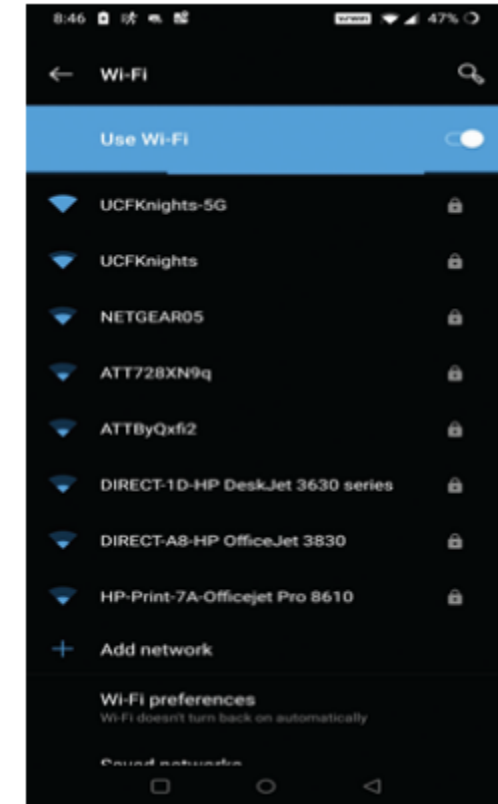 8:46
47%
Wi-Fi
Use Wi-Fi
UCFKnights-5G
UCFKnights
NETGEAR05
ATT728XN9q
ATTByQxfi2
DIRECT-1D-HP DeskJet 3630 series
DIRECT-A8-HP OfficeJet 3830
HP-Print-7A-Officejet Pro 8610
Add network
Wi-Fi preferences
Wi-Fi doesn't turn back on automatically
Saved networks